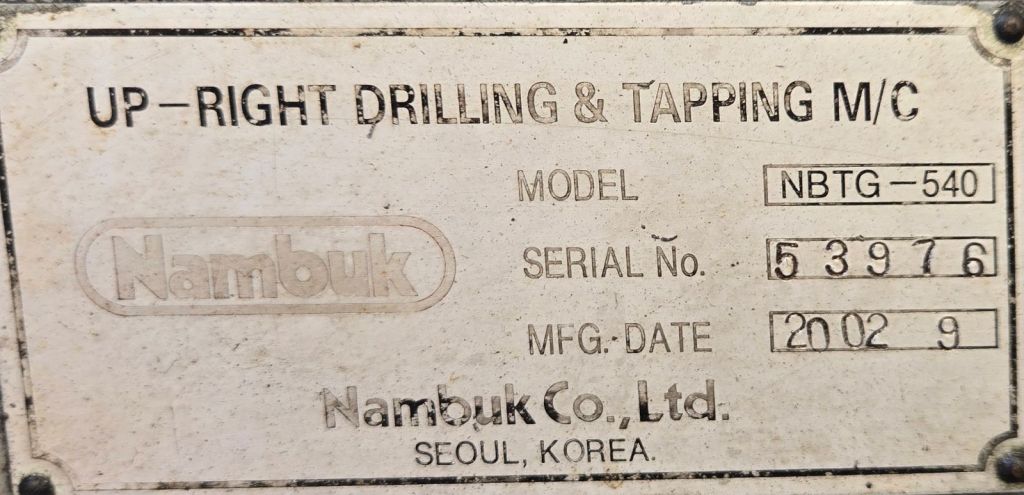 UP-RIGHT DRILLING & TAPPING M/C
MODEL NBTG-540
Nambuk
SERIAL No. 53976
MFG. DATE 2002 9
Nambuk Co., Ltd.
SEOUL, KOREA.